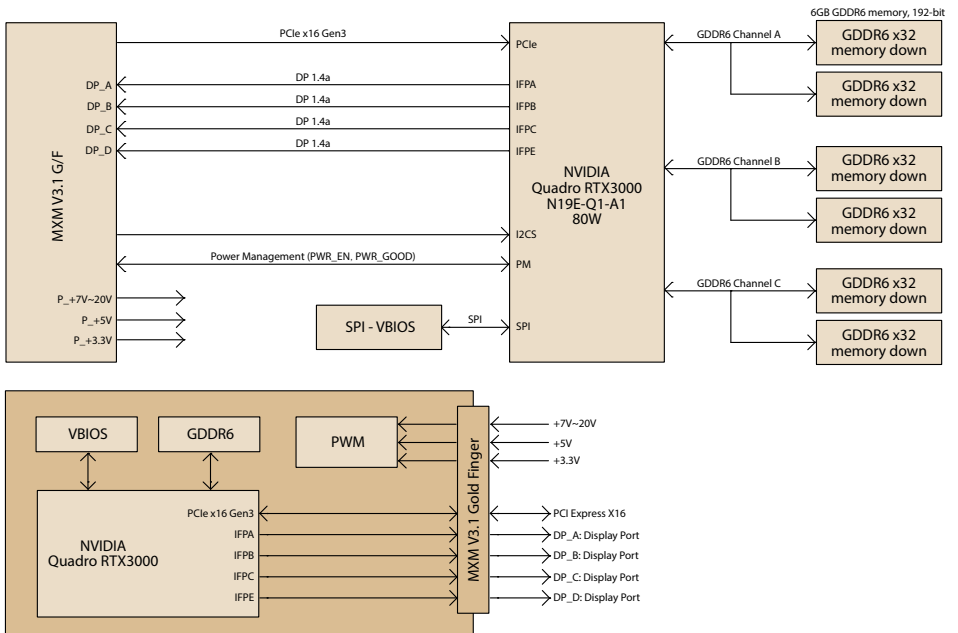 6GB GDDR6 memory, 192-bit
PCIe x16 Gen3
PCIe
GDDR6 Channel A
GDDR6 x32
memory down
DP_A
DP 1.4a
IFPA
GDDR6 x32
memory down
DP_B
DP 1.4a
IFPB
DP_C
DP 1.4a
IFPC
DP_D
DP 1.4a
IFPE
MXM V3.1 G/F
NVIDIA
Quadro RTX3000
N19E-Q1-A1
80W
GDDR6 Channel B
GDDR6 x32
memory down
GDDR6 x32
memory down
I2CS
Power Management (PWR_EN, PWR_GOOD)
PM
GDDR6 Channel C
GDDR6 x32
memory down
GDDR6 x32
memory down
P_+7V~20V
P_+5V
P_+3.3V
SPI - VBIOS
SPI
SPI
VBIOS
GDDR6
PWM
MXM V3.1 Gold Finger
+7V~20V
+5V
+3.3V
NVIDIA
Quadro RTX3000
PCIe x16 Gen3
PCI Express X16
IFPA
DP_A: Display Port
IFPB
DP_B: Display Port
IFPC
DP_C: Display Port
IFPE
DP_D: Display Port